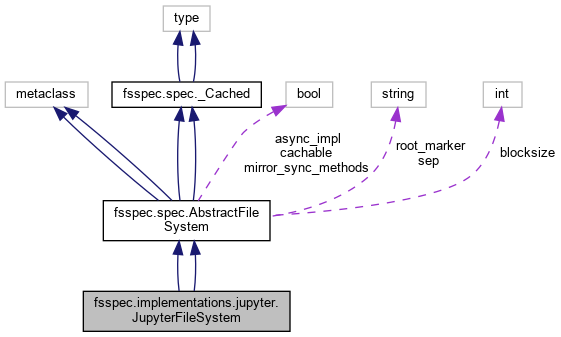 type
metaclass
fsspec.spec._Cached
bool
string
int
async_impl
cachable
mirror_sync_methods
root_marker
sep
blocksize
fsspec.spec.AbstractFile
System
fsspec.implementations.jupyter.
JupyterFileSystem